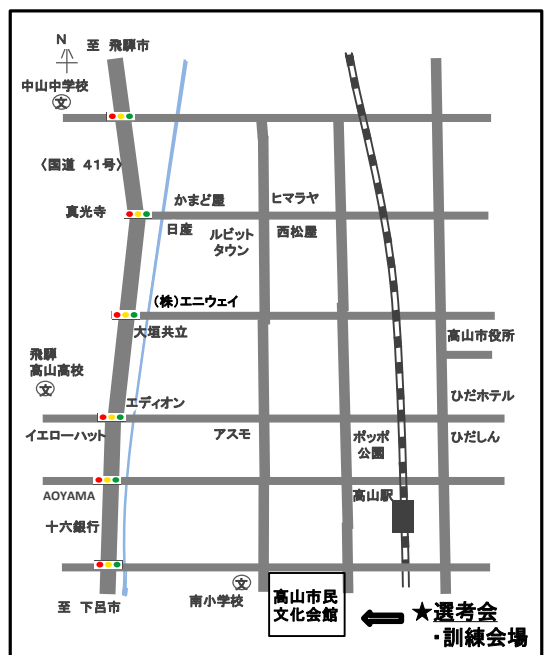 N
至 飛騨市
中山中学校
文
〈国道 41号〉
かまど屋
ヒマラヤ
真光寺
日産
ルビット
タウン
西松屋
(株)エニウェイ
大垣共立
高山市役所
飛騨
高山高校
文
エディオン
ひだホテル
イエローハット
アスモ
ポッポ
公園
ひだしん
AOYAMA
高山駅
十六銀行
文
南小学校
至 下呂市
高山市民
文化会館
★選考会
・訓練会場